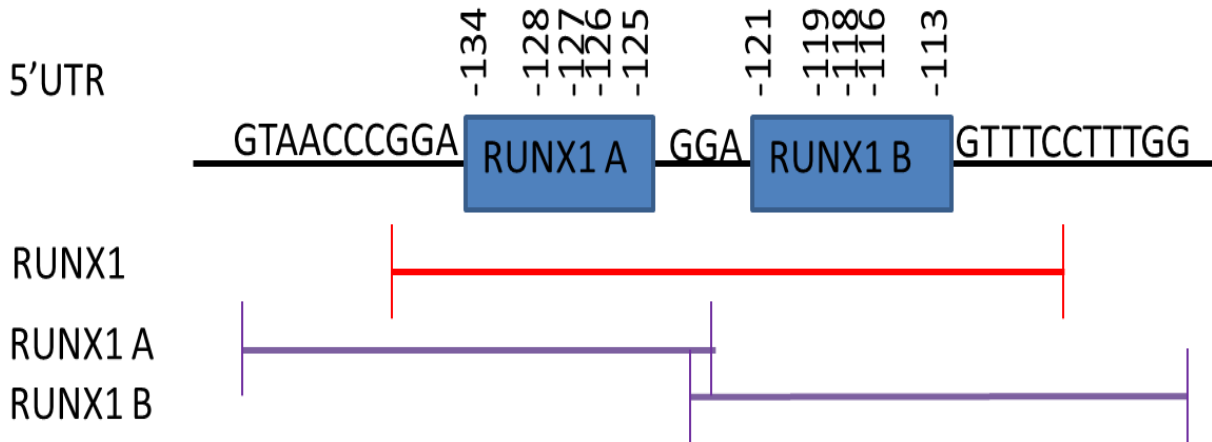 -134 -128 -127 -126 -125 -121 -119 -118 -116 -113
5'UTR
GTAACCCGGA RUNX1 A GGA RUNX1 B GTTTCCTTTGG
RUNX1
RUNX1 A
RUNX1 B